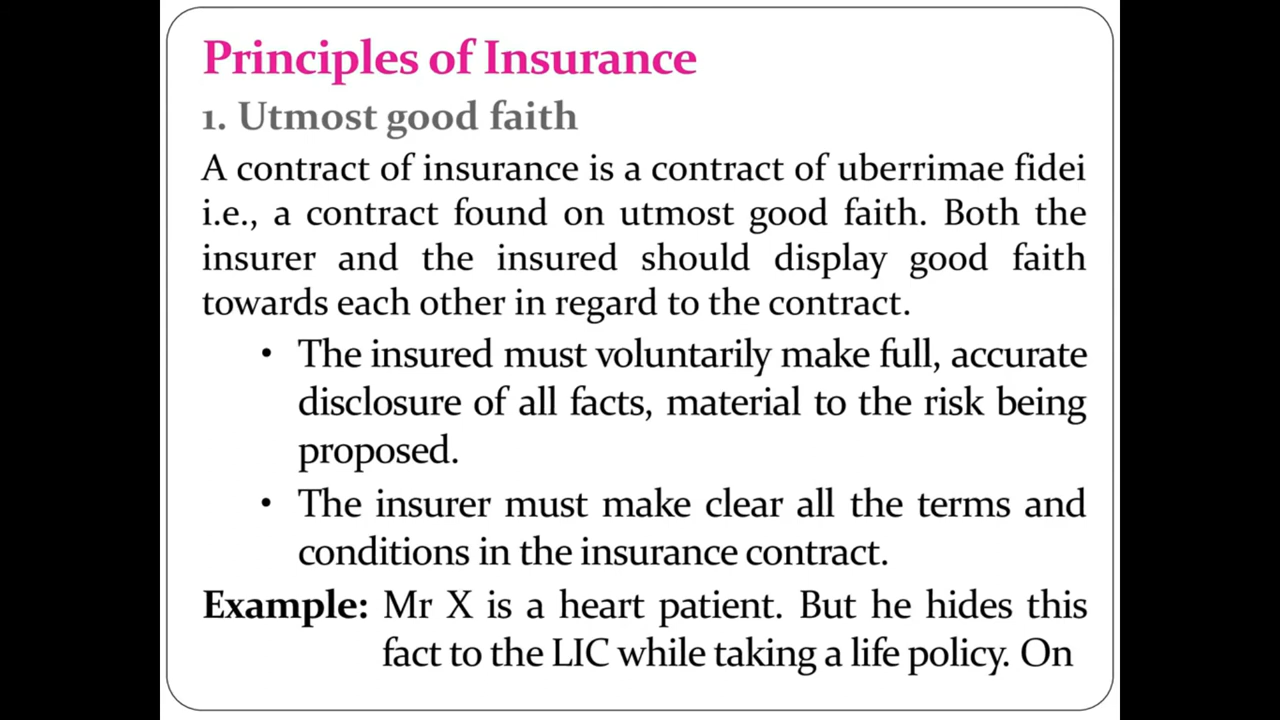 Principles of Insurance
1. Utmost good faith
A contract of insurance is a contract of uberrimae fidei
i.e., a contract found on utmost good faith. Both the
insurer and the insured should display good faith
towards each other in regard to the contract.
• The insured must voluntarily make full, accurate
disclosure of all facts, material to the risk being
proposed.
• The insurer must make clear all the terms and
conditions in the insurance contract.
Example: Mr X is a heart patient. But he hides this
fact to the LIC while taking a life policy. On